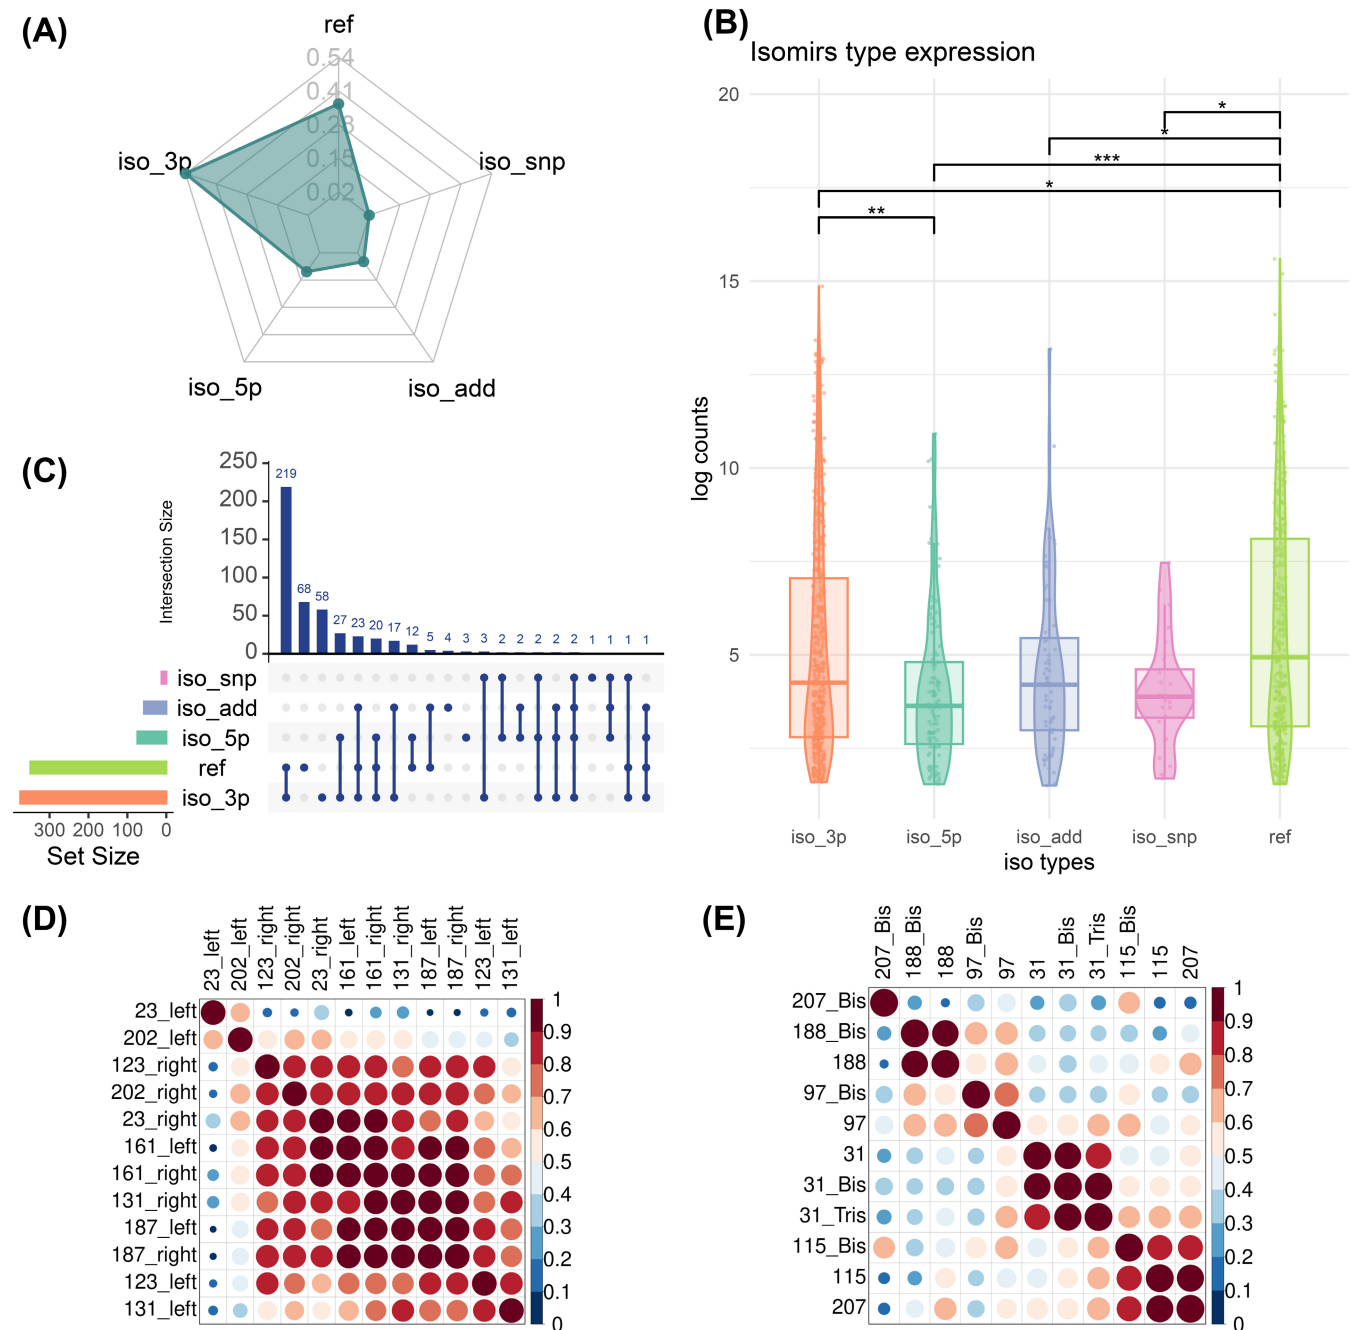 (A)
ref
0.54
0.41
0.28
0.15
0.02
iso_3p
iso_snp
iso_5p
iso_add
(B)
Isomirs type expression
20
15
10
5
log counts
*
*
***
*
**
iso_3p iso_5p iso_add iso_snp ref
iso types
(C)
250
200
150
100
50
0
Intersection Size
219 68 58 27 23 20 17 12 5 4 3 3 2 2 2 2 2 1 1 1 1
iso_snp
iso_add
iso_5p
ref
iso_3p
300 200 100 0
Set Size
(D)
23_left 202_left 123_right 202_right 23_right 161_left 161_right 131_right 187_left 187_right 123_left 131_left
23_left
202_left
123_right
202_right
23_right
161_left
161_right
131_right
187_left
187_right
123_left
131_left
1
0.9
0.8
0.7
0.6
0.5
0.4
0.3
0.2
0.1
0
(E)
207_Bis 188_Bis 188 97_Bis 97 31 31_Bis 31_Tris 115_Bis 115 207
207_Bis
188_Bis
188
97_Bis
97
31
31_Bis
31_Tris
115_Bis
115
207
1
0.9
0.8
0.7
0.6
0.5
0.4
0.3
0.2
0.1
0